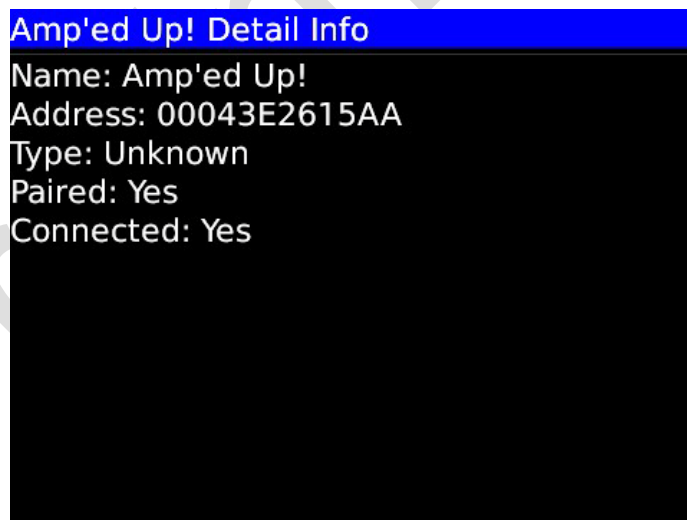 Amp'ed Up! Detail Info
Name: Amp'ed Up!
Address: 00043E2615AA
Type: Unknown
Paired: Yes
Connected: Yes